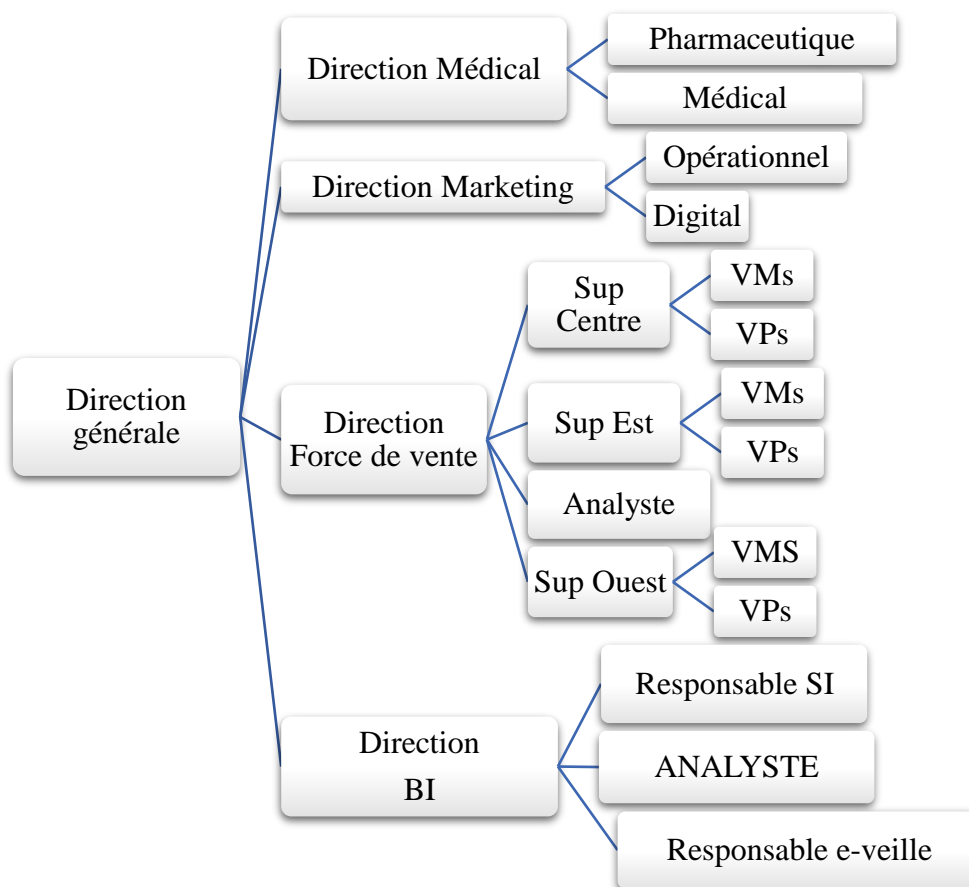 Direction
générale
Direction Médical
Pharmaceutique
Médical
Direction Marketing
Opérationnel
Digital
Direction
Force de vente
Sup
Centre
VMs
VPs
Sup Est
VMs
VPs
Analyste
Sup Ouest
VMS
VPs
Direction
BI
Responsable SI
ANALYSTE
Responsable e-veille